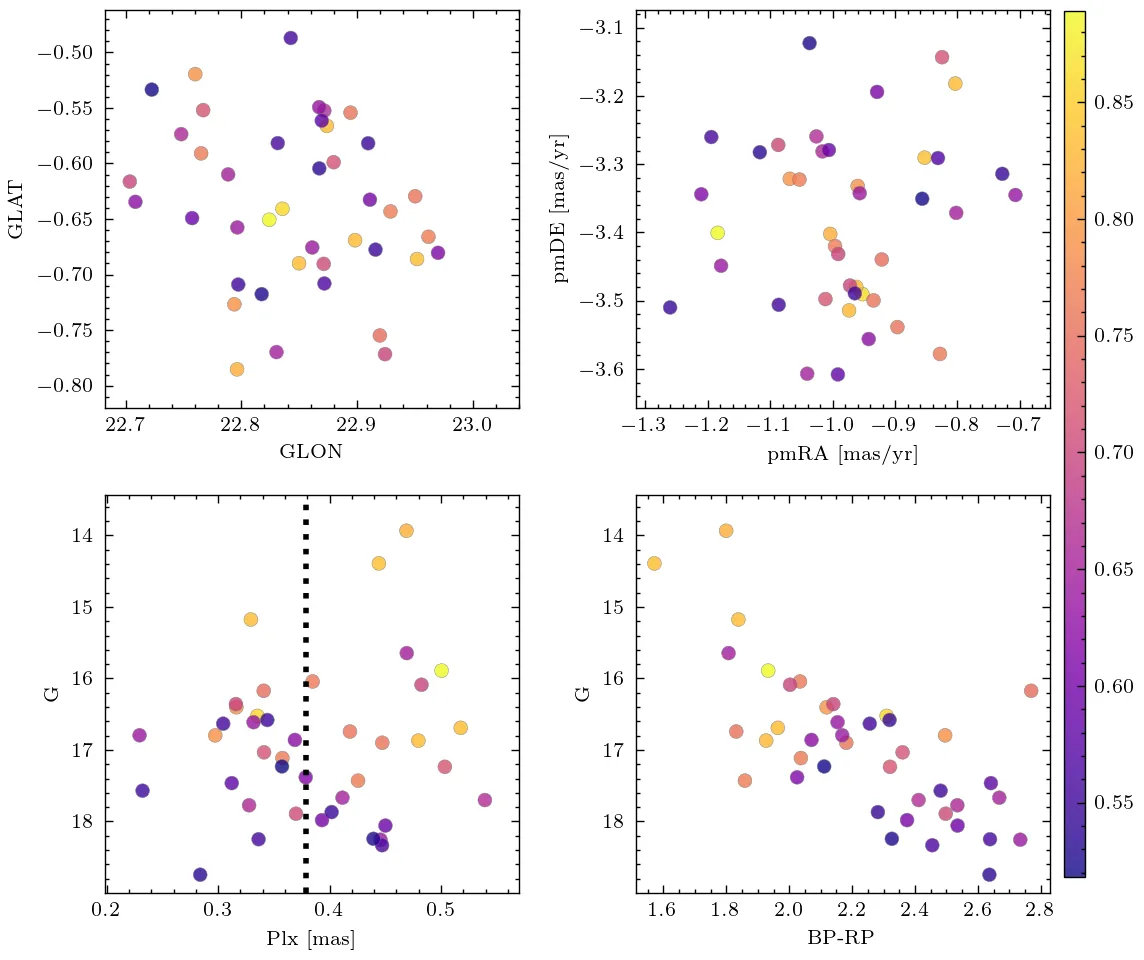 −0.50
−0.55
−0.60
−0.65
−0.70
−0.75
−0.80
GLAT
22.7 22.8 22.9 23.0
GLON
−3.1
−3.2
−3.3
−3.4
−3.5
−3.6
pmDE [mas/yr]
−1.3 −1.2 −1.1 −1.0 −0.9 −0.8 −0.7
pmRA [mas/yr]
14
15
16
17
18
G
0.2 0.3 0.4 0.5
Plx [mas]
14
15
16
17
18
G
1.6 1.8 2.0 2.2 2.4 2.6 2.8
BP-RP
0.85
0.80
0.75
0.70
0.65
0.60
0.55